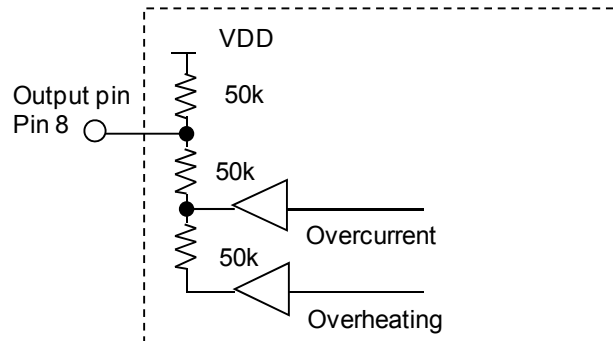 VDD
50k
Output pin
Pin 8
50k
Overcurrent
50k
Overheating